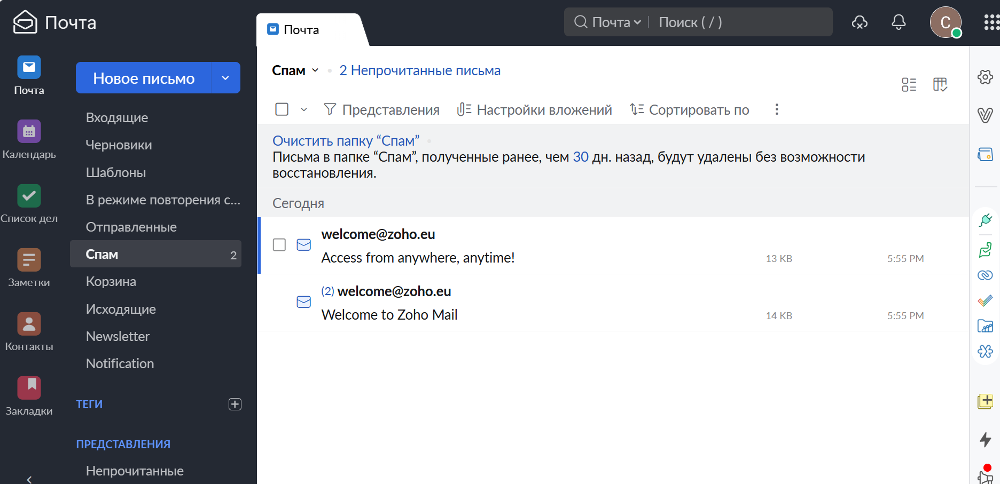 Почта
Почта
Почта
Поиск ( / )
C
Почта
Календарь
Список дел
Заметки
Контакты
Закладки
Новое письмо
Входящие
Черновики
Шаблоны
В режиме повторения с...
Отправленные
Спам 2
Корзина
Исходящие
Newsletter
Notification
ТЕГИ
ПРЕДСТАВЛЕНИЯ
Непрочитанные
Спам
2 Непрочитанные письма
Представления
Настройки вложений
Сортировать по
Очистить папку “Спам”
Письма в папке “Спам”, полученные ранее, чем 30 дн. назад, будут удалены без возможности
восстановления.
Сегодня
welcome@zoho.eu
Access from anywhere, anytime! 13 KB 5:55 PM
(2) welcome@zoho.eu
Welcome to Zoho Mail 14 KB 5:55 PM